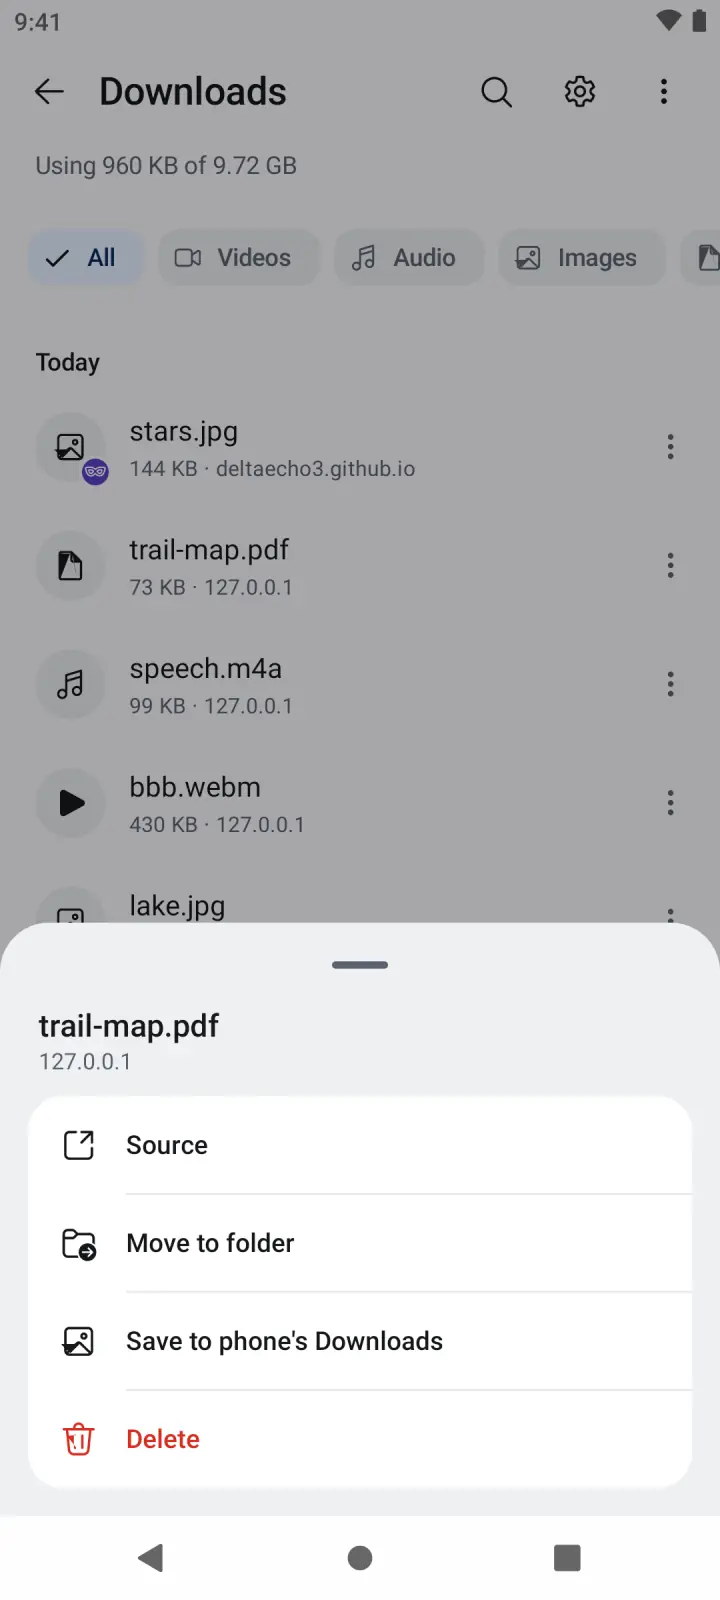 9:41
Downloads
Using 960 KB of 9.72 GB
All
Videos
Audio
Images
Today
stars.jpg
144 KB · deltaecho3.github.io
trail-map.pdf
73 KB · 127.0.0.1
speech.m4a
99 KB · 127.0.0.1
bbb.webm
430 KB · 127.0.0.1
lake.jpg
trail-map.pdf
127.0.0.1
Source
Move to folder
Save to phone's Downloads
Delete